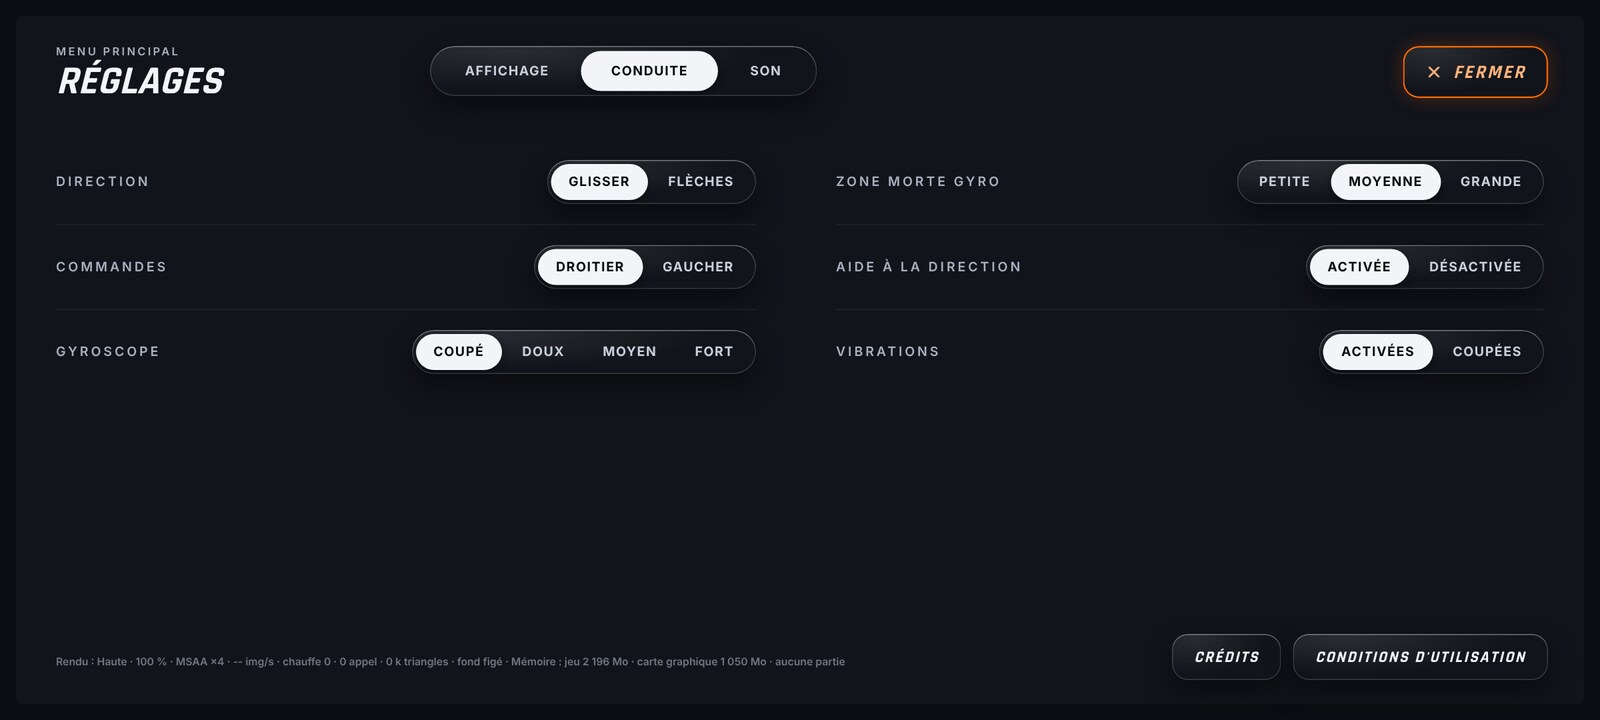 MENU PRINCIPAL
RÉGLAGES
AFFICHAGE CONDUITE SON
× FERMER
DIRECTION GLISSER FLÈCHES
ZONE MORTE GYRO PETITE MOYENNE GRANDE
COMMANDES DROITIER GAUCHER
AIDE À LA DIRECTION ACTIVÉE DÉSACTIVÉE
GYROSCOPE COUPÉ DOUX MOYEN FORT
VIBRATIONS ACTIVÉES COUPÉES
Rendu : Haute · 100 % · MSAA ×4 · -- img/s · chauffe 0 · 0 appel · 0 k triangles · fond figé · Mémoire : jeu 2 196 Mo · carte graphique 1 050 Mo · aucune partie
CRÉDITS
CONDITIONS D'UTILISATION